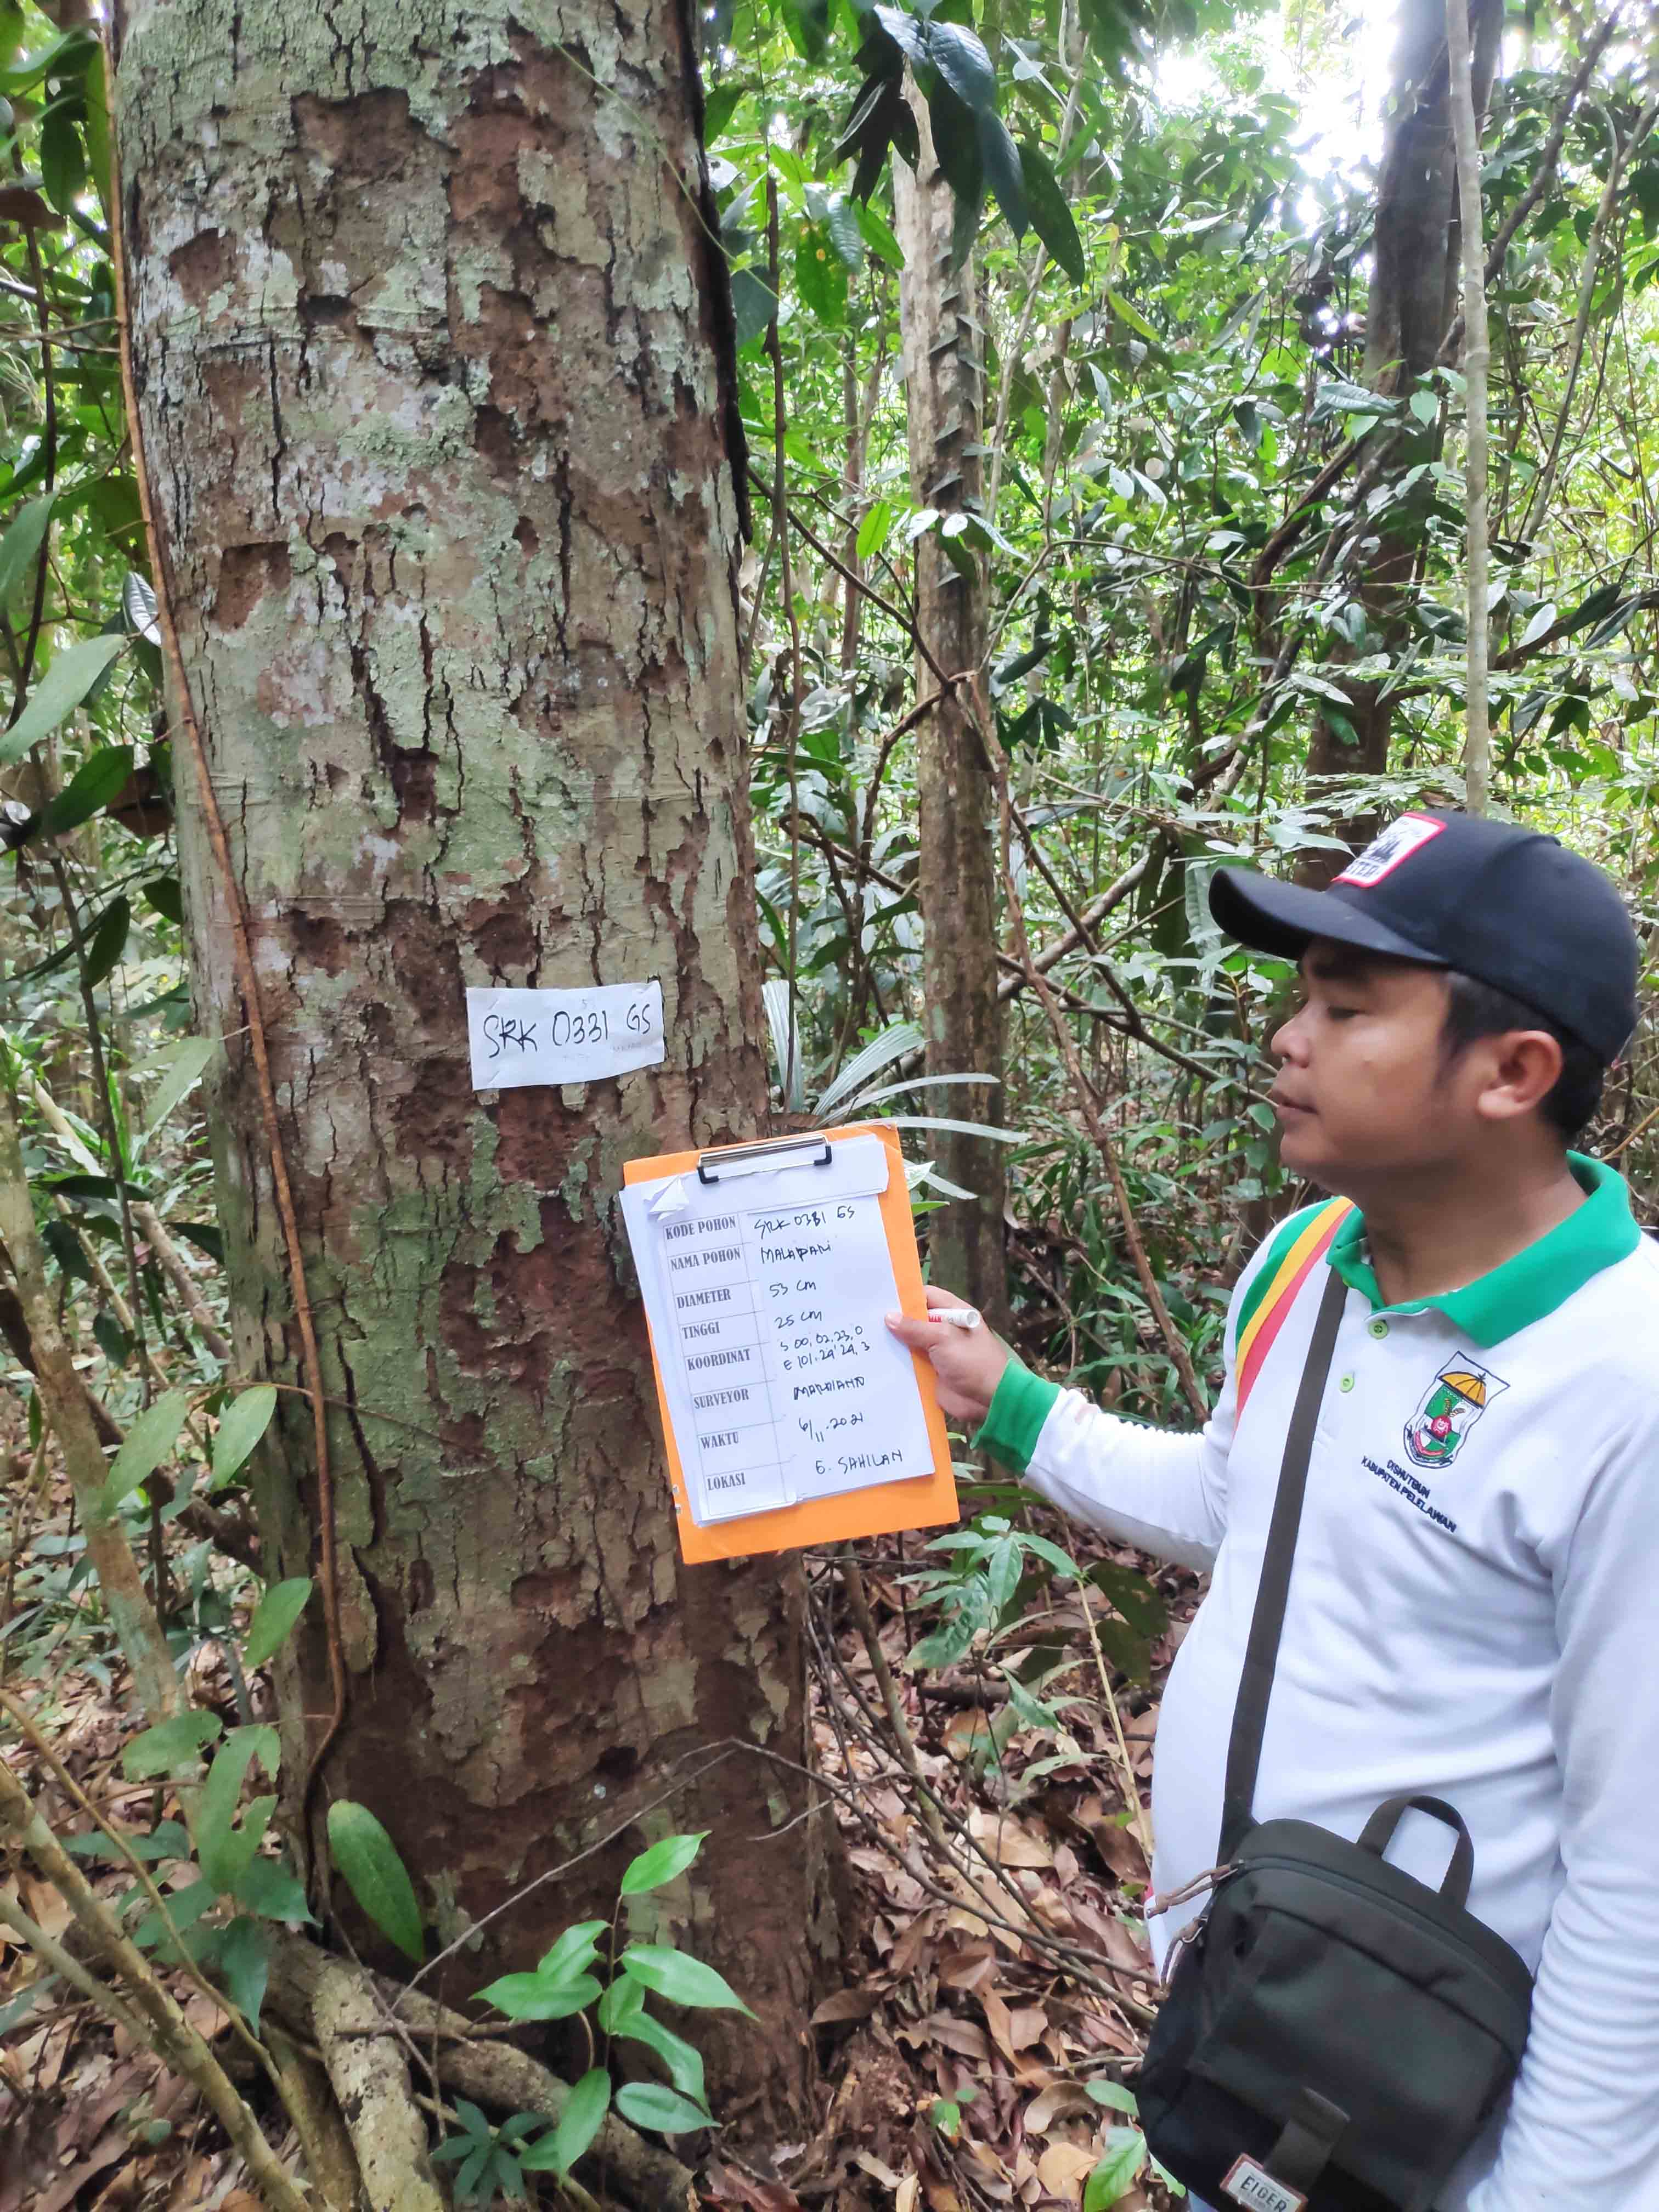 SRK 0331 GS
KODE POHON SRK 0331 GS
NAMA POHON MALAPARI
DIAMETER 53 cm
TINGGI 25 cm
KOORDINAT S 00, 02, 23, 0
E 101. 24' 24, 3
SURVEYOR MARDIANTO
WAKTU 6/11.2021
LOKASI G. SAHILAN
DISHUTBUN
KABUPATEN PELELAWAN
EIGER